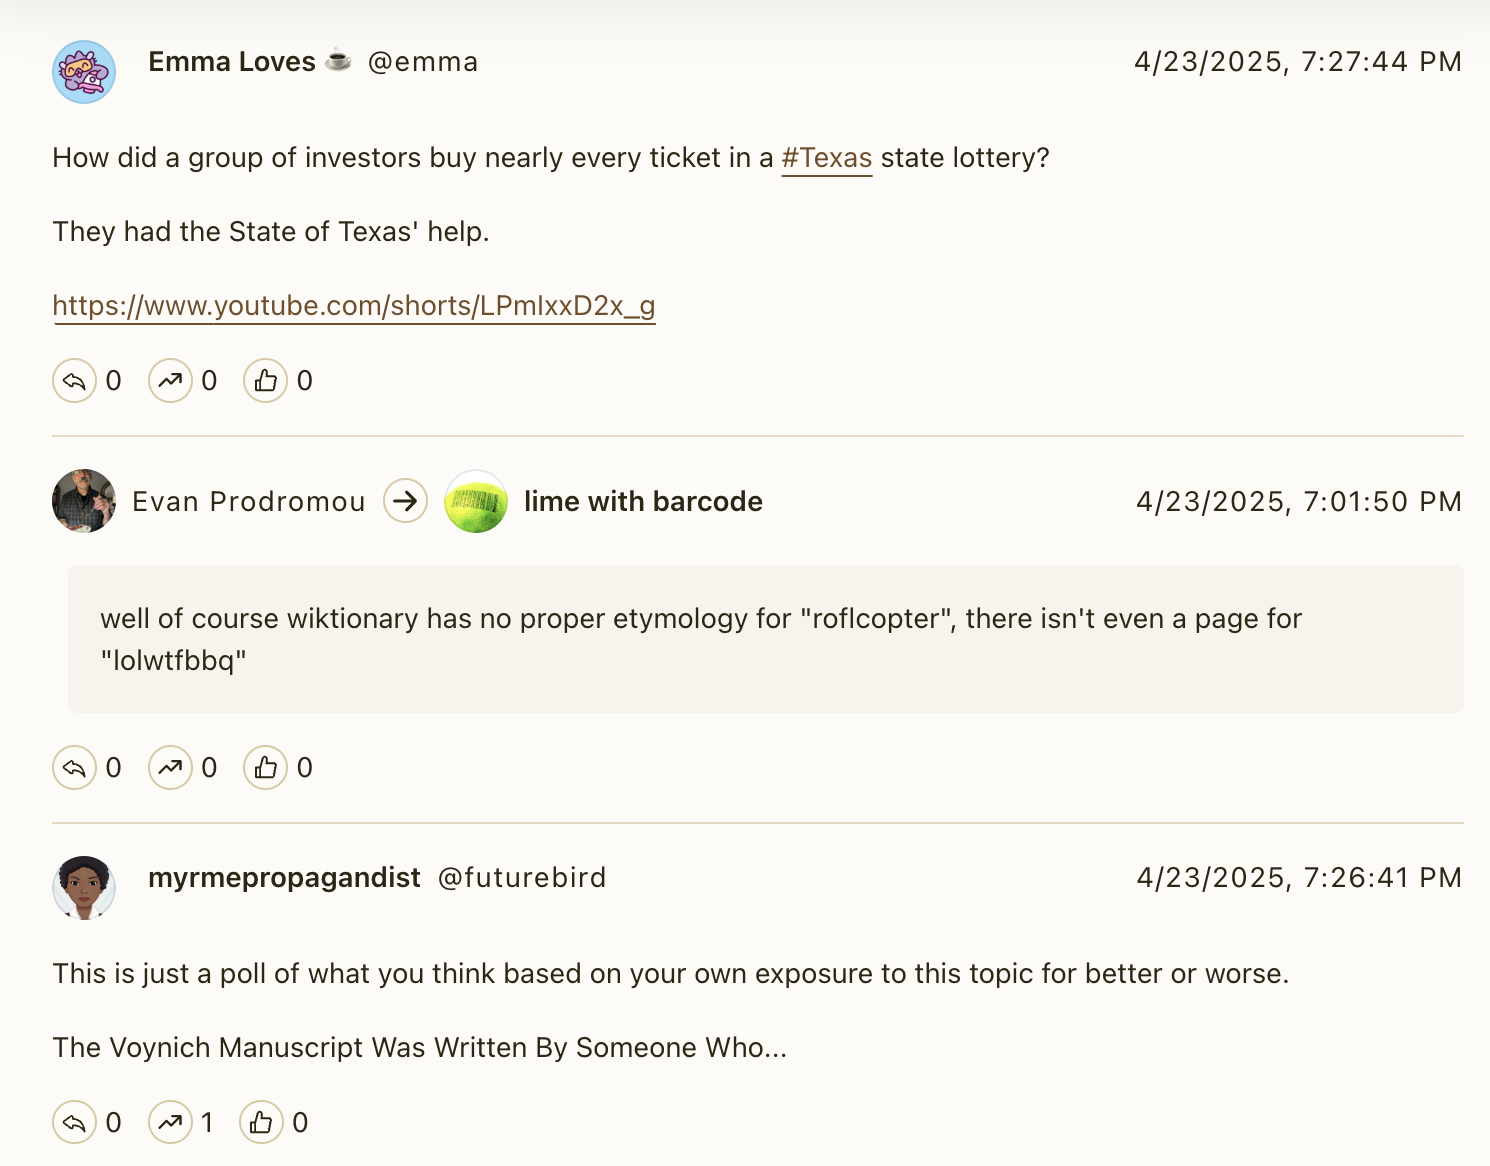 Emma Loves ☕ @emma 4/23/2025, 7:27:44 PM
How did a group of investors buy nearly every ticket in a #Texas state lottery?
They had the State of Texas' help.
https://www.youtube.com/shorts/LPmIxxD2x_g
0 0 0
Evan Prodromou → lime with barcode 4/23/2025, 7:01:50 PM
well of course wiktionary has no proper etymology for "roflcopter", there isn't even a page for
"lolwtfbbq"
0 0 0
myrmepropagandist @futurebird 4/23/2025, 7:26:41 PM
This is just a poll of what you think based on your own exposure to this topic for better or worse.
The Voynich Manuscript Was Written By Someone Who...
0 1 0